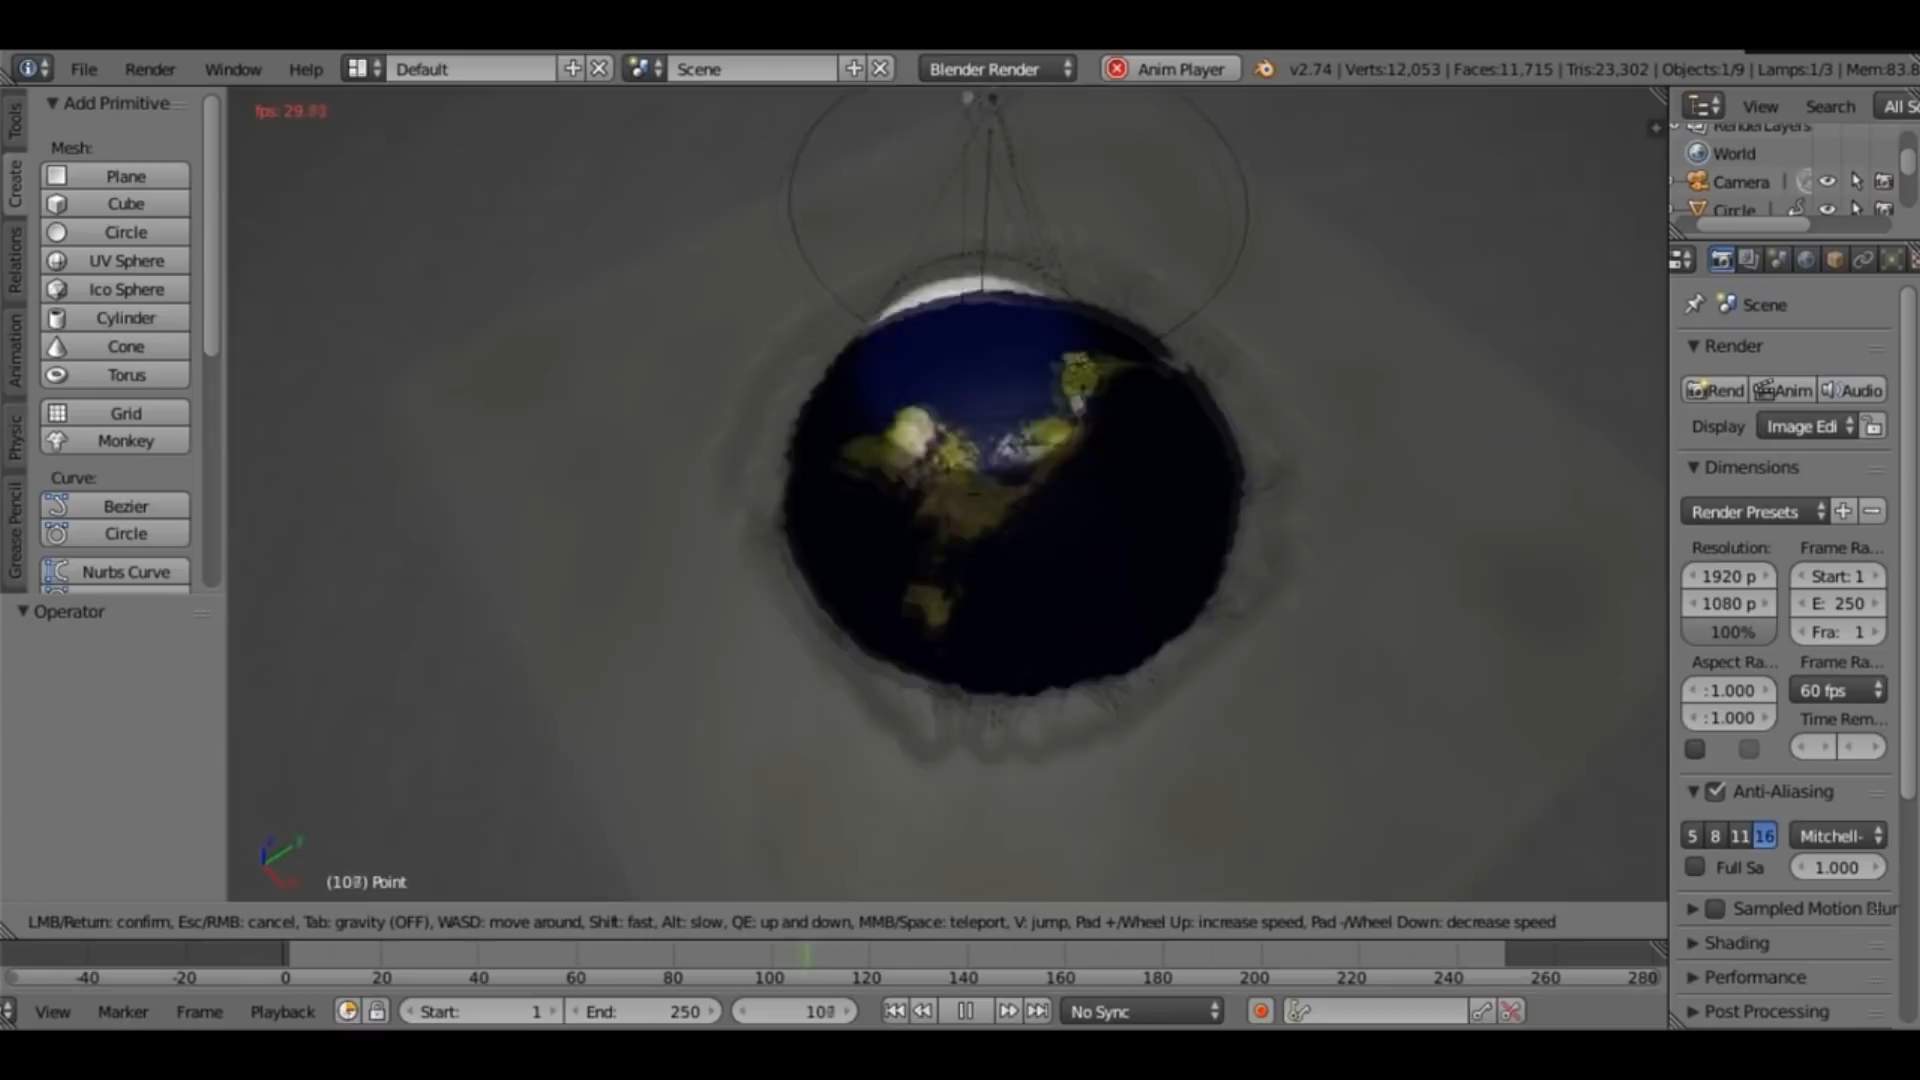 File Render Window Help Default Scene Blender Render Anim Player v2.74 | Verts:12,053 | Faces:11,715 | Tris:23,302 | Objects:1/9 | Lamps:1/3 | Mem:83.8
Tools
Create
Relations
Animation
Physic
Grease Pencil
Add Primitive
Mesh:
Plane
Cube
Circle
UV Sphere
Ico Sphere
Cylinder
Cone
Torus
Grid
Monkey
Curve:
Bezier
Circle
Nurbs Curve
Operator
(107) Point
View Search All Sc
RenderLayers
World
Camera
Circle
Scene
Render
Rend Anim Audio
Display Image Edi
Dimensions
Render Presets
Resolution: Frame Ra...
1920 p Start: 1
1080 p E: 250
100% Fra: 1
Aspect Ra... Frame Ra...
:1.000 60 fps
:1.000 Time Rem...
Anti-Aliasing
5 8 11 16 Mitchell-
Full Sa 1.000
Sampled Motion Blur
Shading
Performance
Post Processing
LMB/Return: confirm, Esc/RMB: cancel, Tab: gravity (OFF), WASD: move around, Shift: fast, Alt: slow, QE: up and down, MMB/Space: teleport, V: jump, Pad +/Wheel Up: increase speed, Pad -/Wheel Down: decrease speed
-40 -20 0 20 40 60 80 100 120 140 160 180 200 220 240 260 280
View Marker Frame Playback Start: 1 End: 250 No Sync